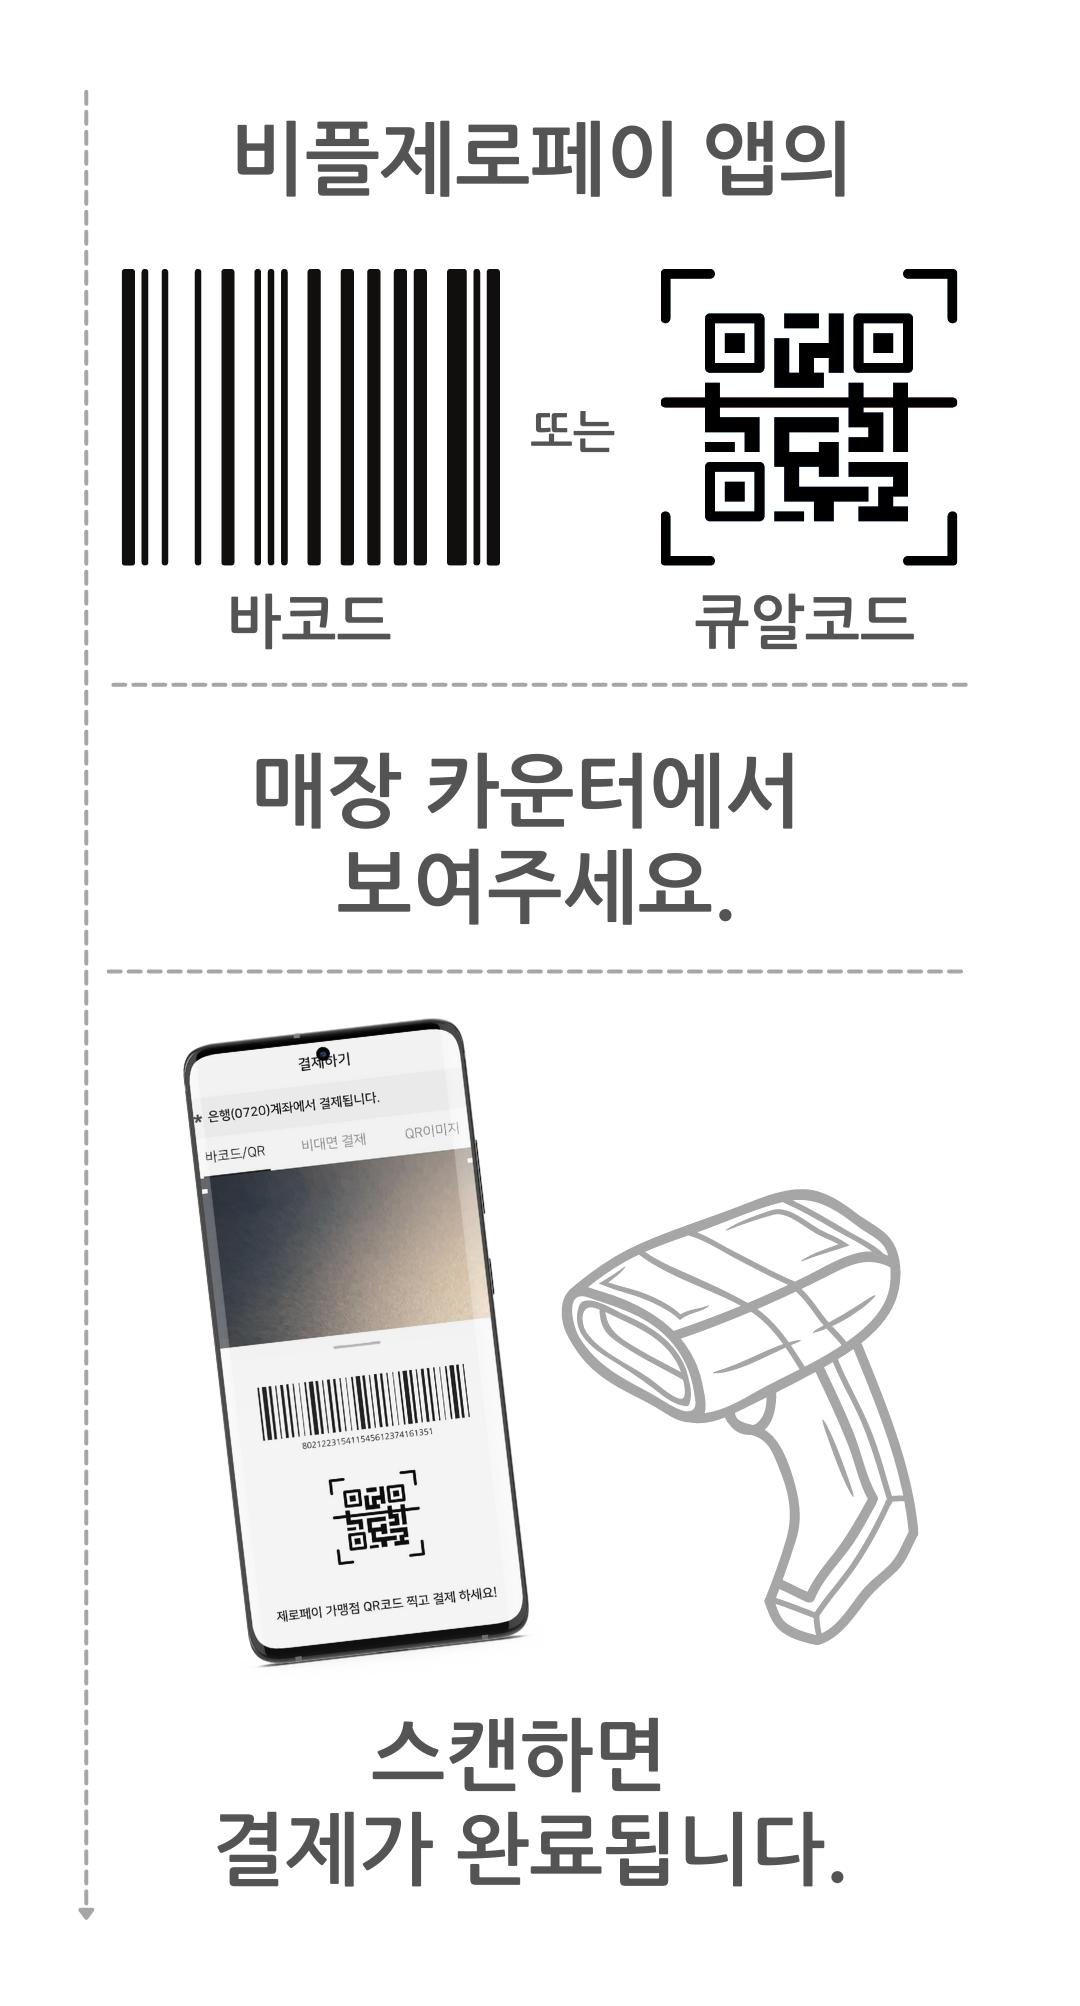 비플제로페이 앱의
또는
바코드
큐알코드
매장 카운터에서
보여주세요.
결제하기
* 은행(0720)계좌에서 결제됩니다.
바코드/QR 비대면 결제 QR이미지
802122315411545612374161351
제로페이 가맹점 QR코드 찍고 결제 하세요!
스캔하면
결제가 완료됩니다.